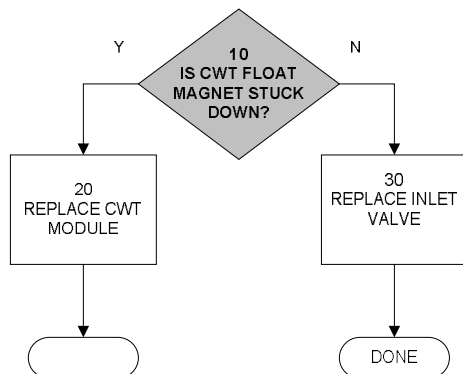 Y
N
10
IS CWT FLOAT
MAGNET STUCK
DOWN?
20
REPLACE CWT
MODULE
30
REPLACE INLET
VALVE
DONE